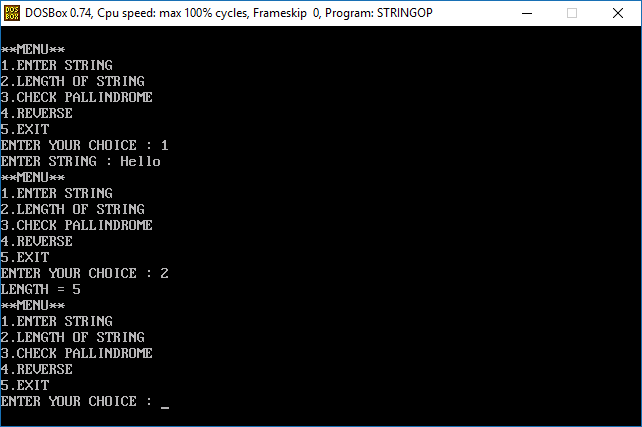 DOSBox 0.74, Cpu speed: max 100% cycles, Frameskip 0, Program: STRINGOP
**MENU**
1.ENTER STRING
2.LENGTH OF STRING
3.CHECK PALLINDROME
4.REVERSE
5.EXIT
ENTER YOUR CHOICE : 1
ENTER STRING : Hello
**MENU**
1.ENTER STRING
2.LENGTH OF STRING
3.CHECK PALLINDROME
4.REVERSE
5.EXIT
ENTER YOUR CHOICE : 2
LENGTH = 5
**MENU**
1.ENTER STRING
2.LENGTH OF STRING
3.CHECK PALLINDROME
4.REVERSE
5.EXIT
ENTER YOUR CHOICE : _